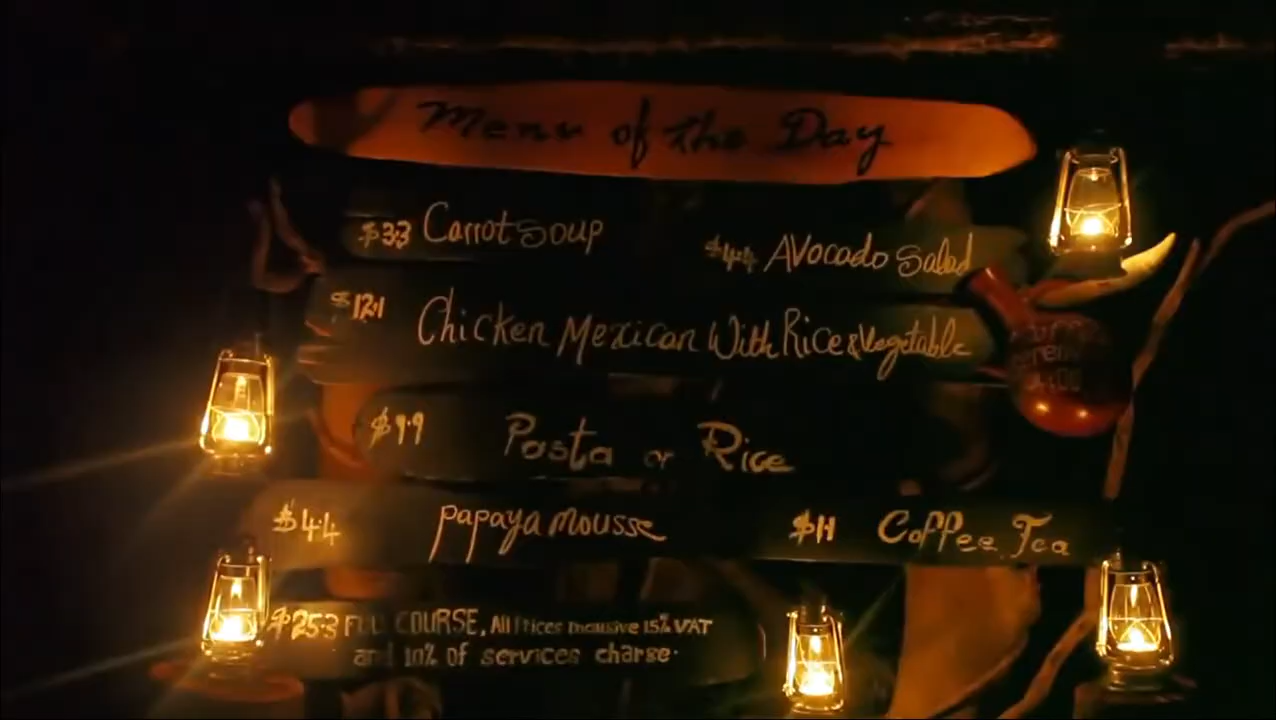 Menu of the Day
$3.3 Carrot Soup $4.4 Avocado Salad
$12.1 Chicken Mexican With Rice & Vegetable
$9.9 Pasta or Rice
$4.4 papaya mousse $1.1 Coffee, Tea
$25.3 FULL COURSE, All Prices inclusive 15% VAT
and 10% of services charge.